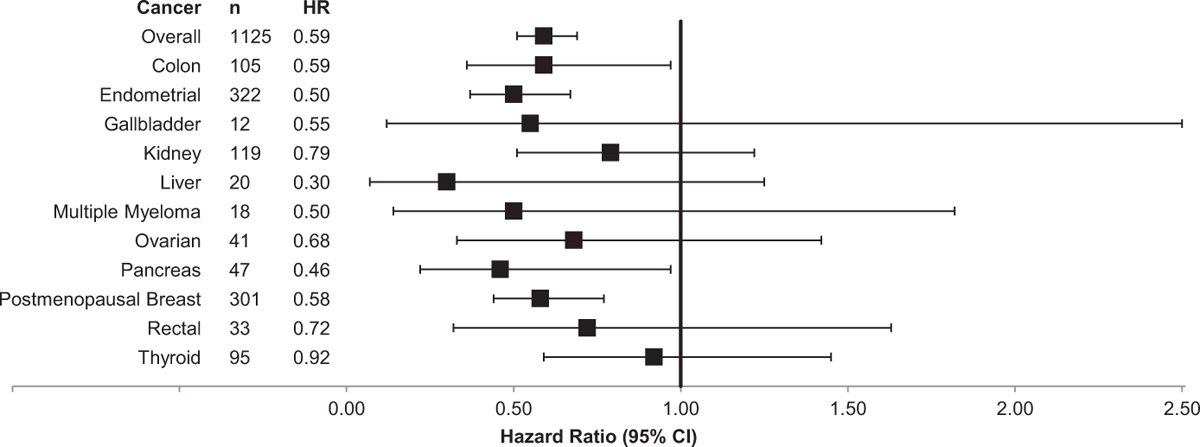 Cancer n HR
Overall 1125 0.59
Colon 105 0.59
Endometrial 322 0.50
Gallbladder 12 0.55
Kidney 119 0.79
Liver 20 0.30
Multiple Myeloma 18 0.50
Ovarian 41 0.68
Pancreas 47 0.46
Postmenopausal Breast 301 0.58
Rectal 33 0.72
Thyroid 95 0.92
0.00 0.50 1.00 1.50 2.00 2.50
Hazard Ratio (95% CI)